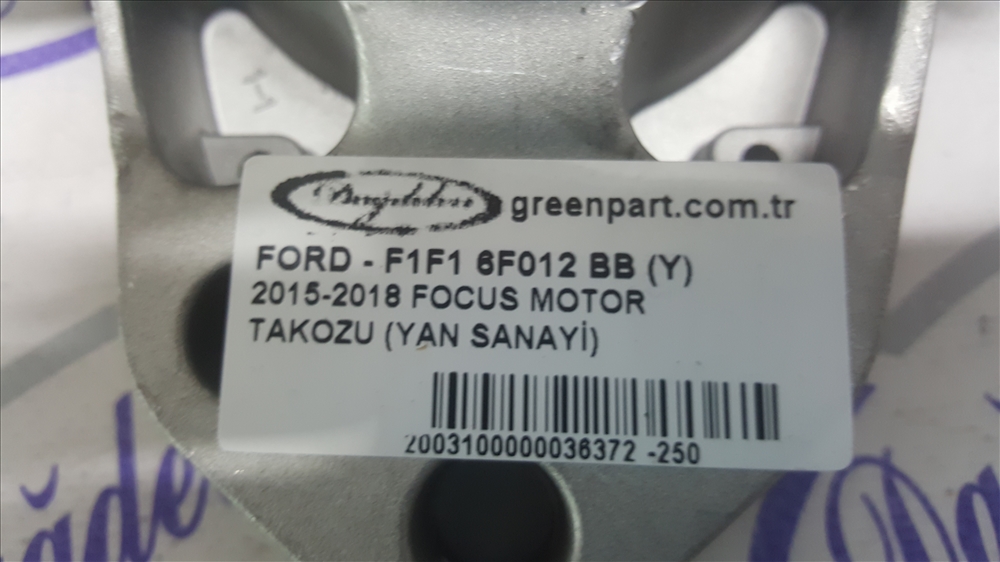 greenpart.com.tr
FORD - F1F1 6F012 BB (Y)
2015-2018 FOCUS MOTOR
TAKOZU (YAN SANAYİ)
2003100000036372 -250